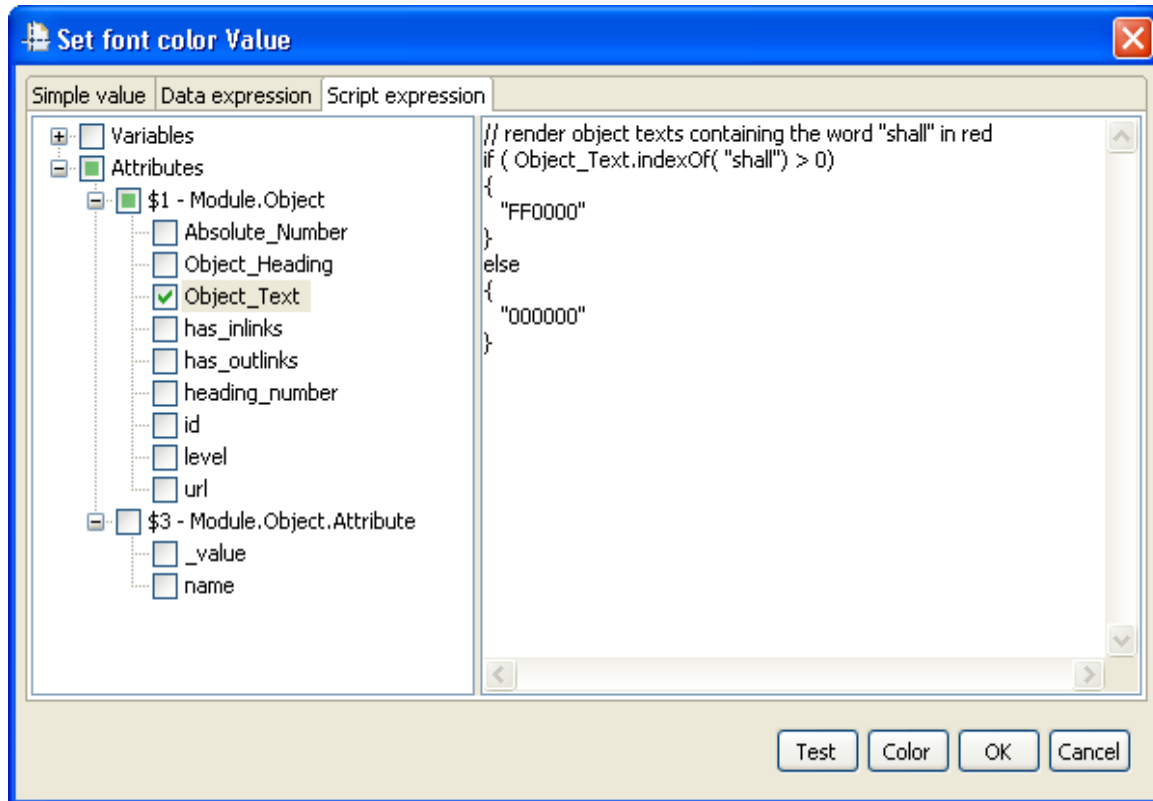 Set font color Value
Simple value Data expression Script expression
Variables
Attributes
$1 - Module.Object
Absolute_Number
Object_Heading
Object_Text
has_inlinks
has_outlinks
heading_number
id
level
url
$3 - Module.Object.Attribute
_value
name
// render object texts containing the word "shall" in red
if ( Object_Text.indexOf( "shall") > 0)
{
"FF0000"
}
else
{
"000000"
}
Test Color OK Cancel